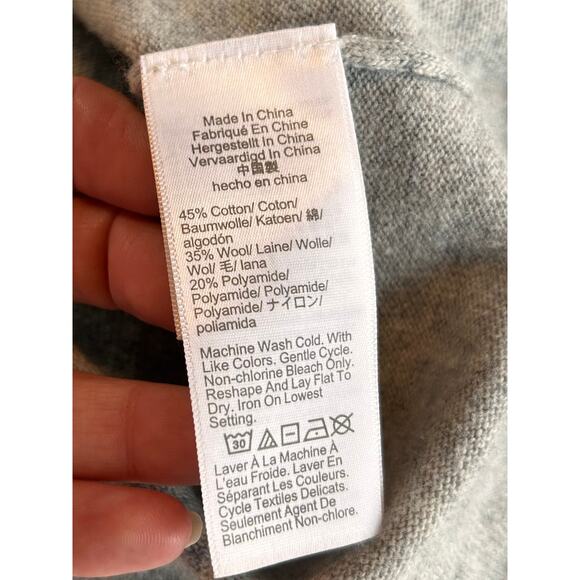 Made In China
Fabriqué En Chine
Hergestellt In China
Vervaardigd In China
中国製
hecho en china
45% Cotton/ Coton/
Baumwolle/ Katoen/ 綿/
algodón
35% Wool/ Laine/ Wolle/
Wol/ 毛/ lana
20% Polyamide/
Polyamide/ Polyamide/
Polyamide/ ナイロン/
poliamida
Machine Wash Cold. With
Like Colors. Gentle Cycle.
Non-chlorine Bleach Only.
Reshape And Lay Flat To
Dry. Iron On Lowest
Setting.
30
Laver À La Machine À
L'eau Froide. Laver En
Séparant Les Couleurs.
Cycle Textiles Delicats.
Seulement Agent De
Blanchiment Non-chlore.